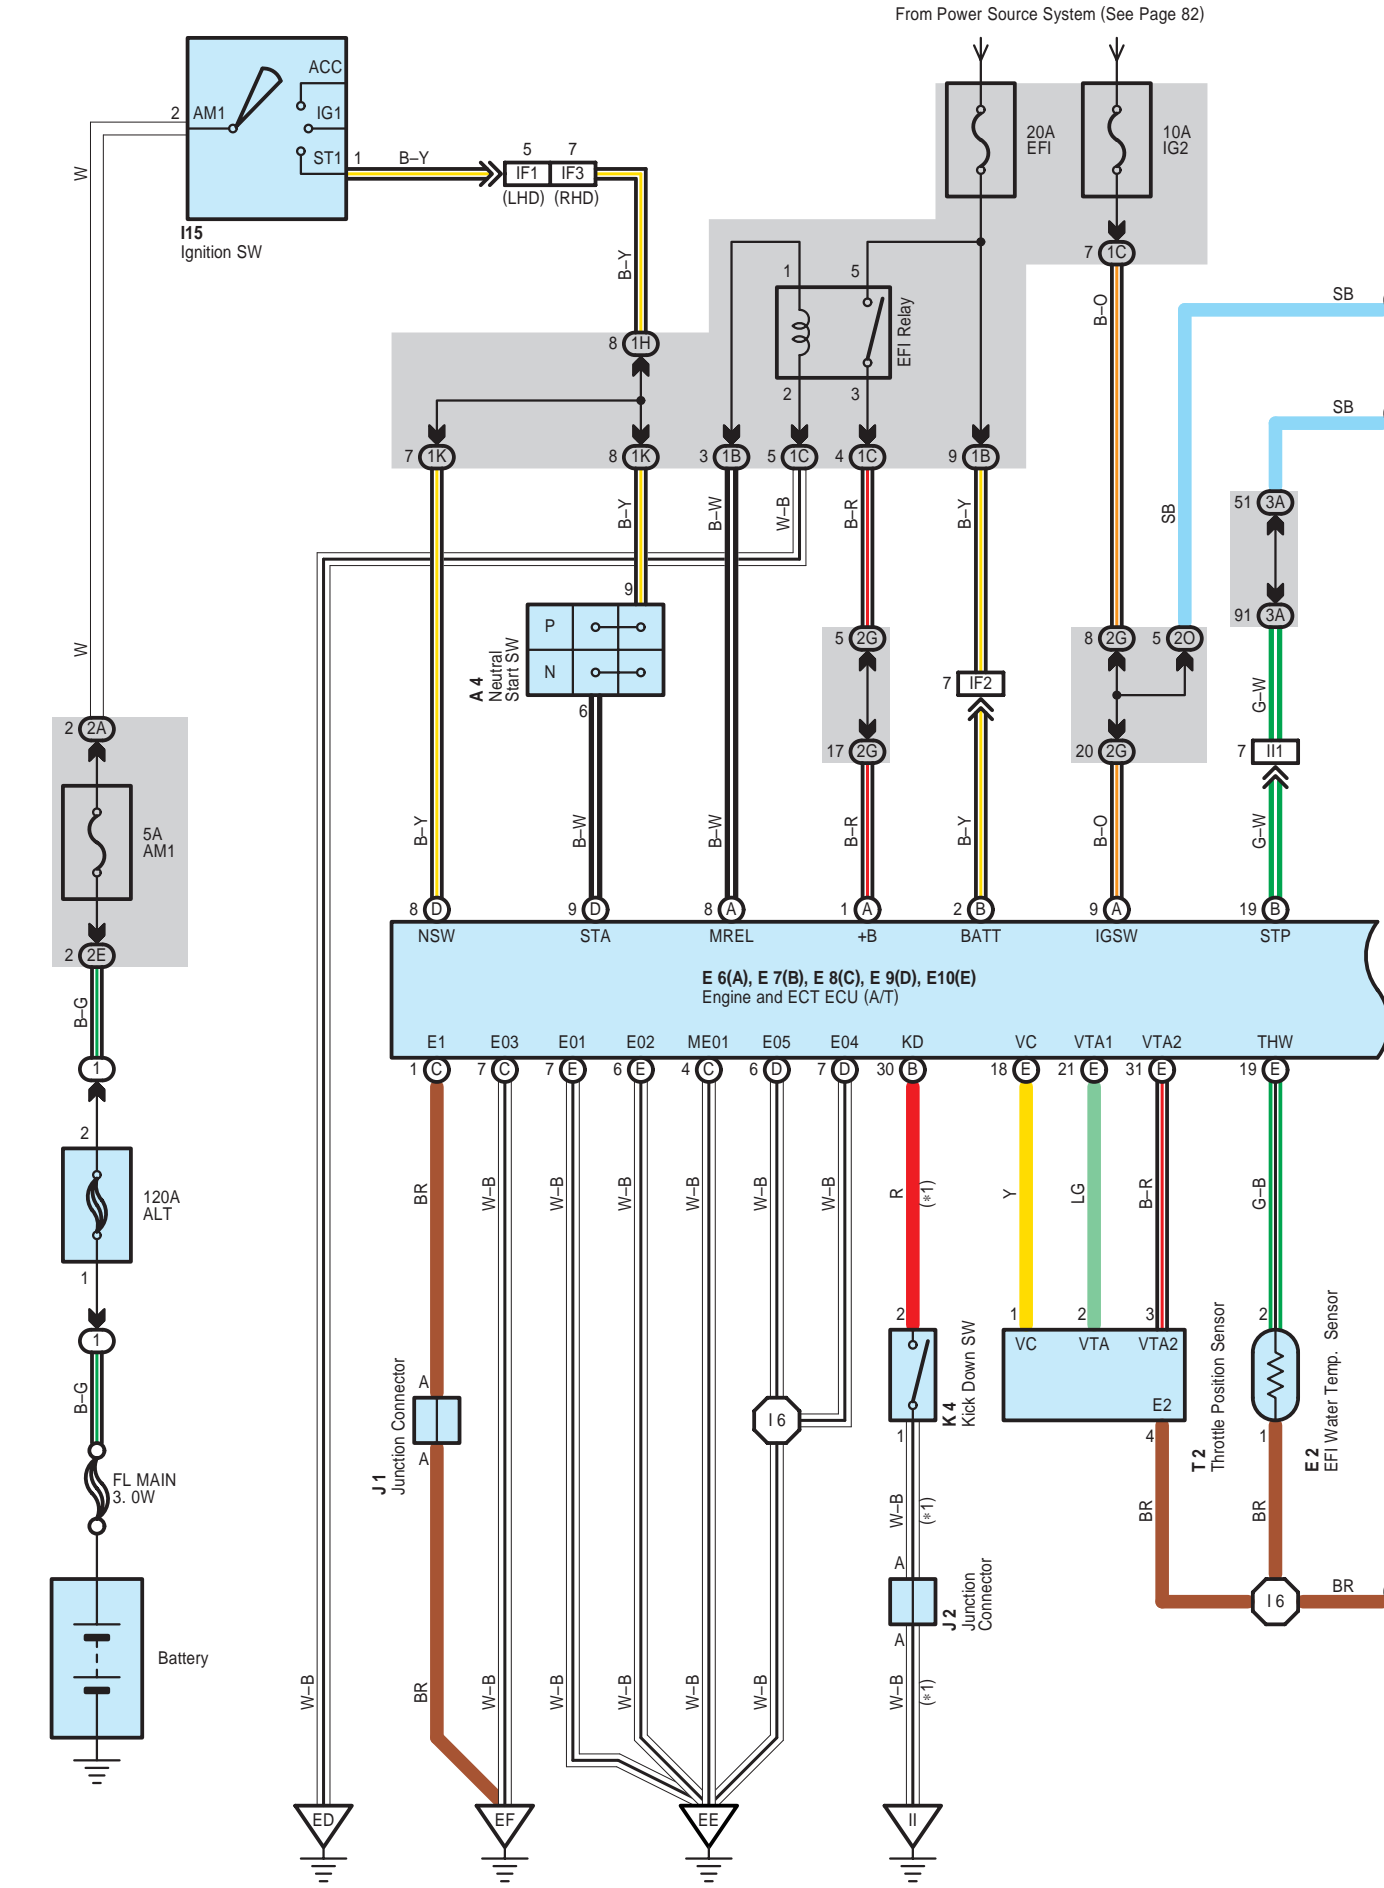 From Power Source System (See Page 82)
ACC
2
AM1
IG1
ST1
1
B–Y
5
7
IF1
IF3
(LHD)
(RHD)
I15
Ignition SW
W
B–Y
20A
EFI
10A
IG2
7
1C
1
5
EFI Relay
2
3
B–O
SB
SB
8
1H
7
1K
8
1K
3
1B
5
1C
4
1C
9
1B
B–Y
B–W
W–B
B–R
B–Y
SB
51
3A
91
3A
9
P
N
A 4
Neutral
Start SW
6
5
2G
17
2G
7
IF2
8
2G
5
2O
20
2G
G–W
7
II1
W
2
2A
5A
AM1
2
2E
B–G
1
2
120A
ALT
1
1
B–G
FL MAIN
3. 0W
Battery
B–Y
B–W
B–W
B–R
B–Y
B–O
G–W
8
D
9
D
8
A
1
A
2
B
9
A
19
B
NSW
STA
MREL
+B
BATT
IGSW
STP
E 6(A), E 7(B), E 8(C), E 9(D), E10(E)
Engine and ECT ECU (A/T)
E1
E03
E01
E02
ME01
E05
E04
KD
VC
VTA1
VTA2
THW
1
C
7
C
7
E
6
E
4
C
6
D
7
D
30
B
18
E
21
E
31
E
19
E
BR
W–B
W–B
W–B
W–B
W–B
W–B
R
(*1)
Y
LG
B–R
G–B
2
1
2
3
2
A
A
J 1
Junction Connector
I 6
1
K 4
Kick Down SW
VC
VTA
VTA2
E2
4
T 2
Throttle Position Sensor
1
E 2
EFI Water Temp. Sensor
W–B
(*1)
BR
BR
A
A
J 2
Junction
Connector
I 6
BR
W–B
BR
W–B
W–B
W–B
W–B
W–B
W–B
(*1)
ED
EF
EE
II